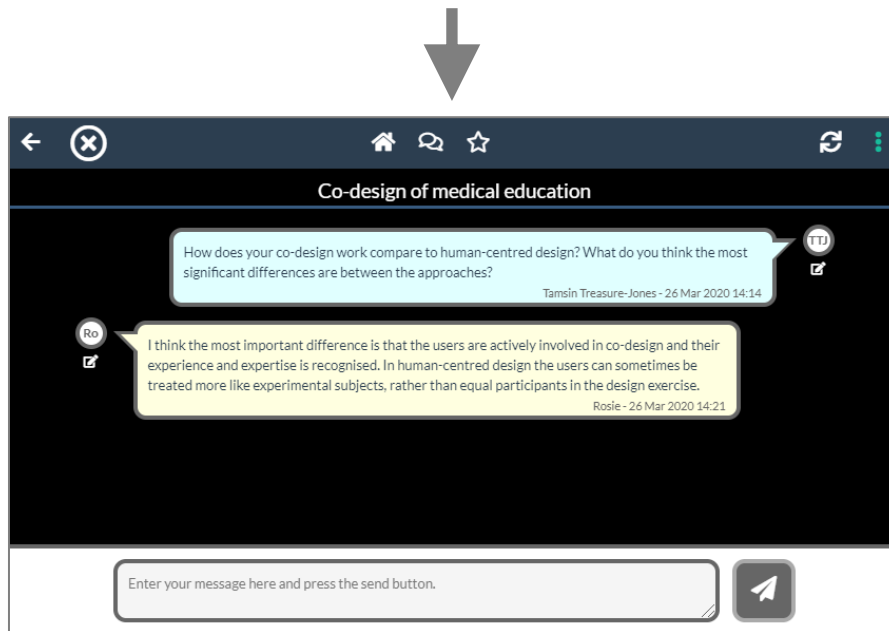 Co-design of medical education
TTJ
How does your co-design work compare to human-centred design? What do you think the most
significant differences are between the approaches?
Tamsin Treasure-Jones - 26 Mar 2020 14:14
Ro
I think the most important difference is that the users are actively involved in co-design and their
experience and expertise is recognised. In human-centred design the users can sometimes be
treated more like experimental subjects, rather than equal participants in the design exercise.
Rosie - 26 Mar 2020 14:21
Enter your message here and press the send button.